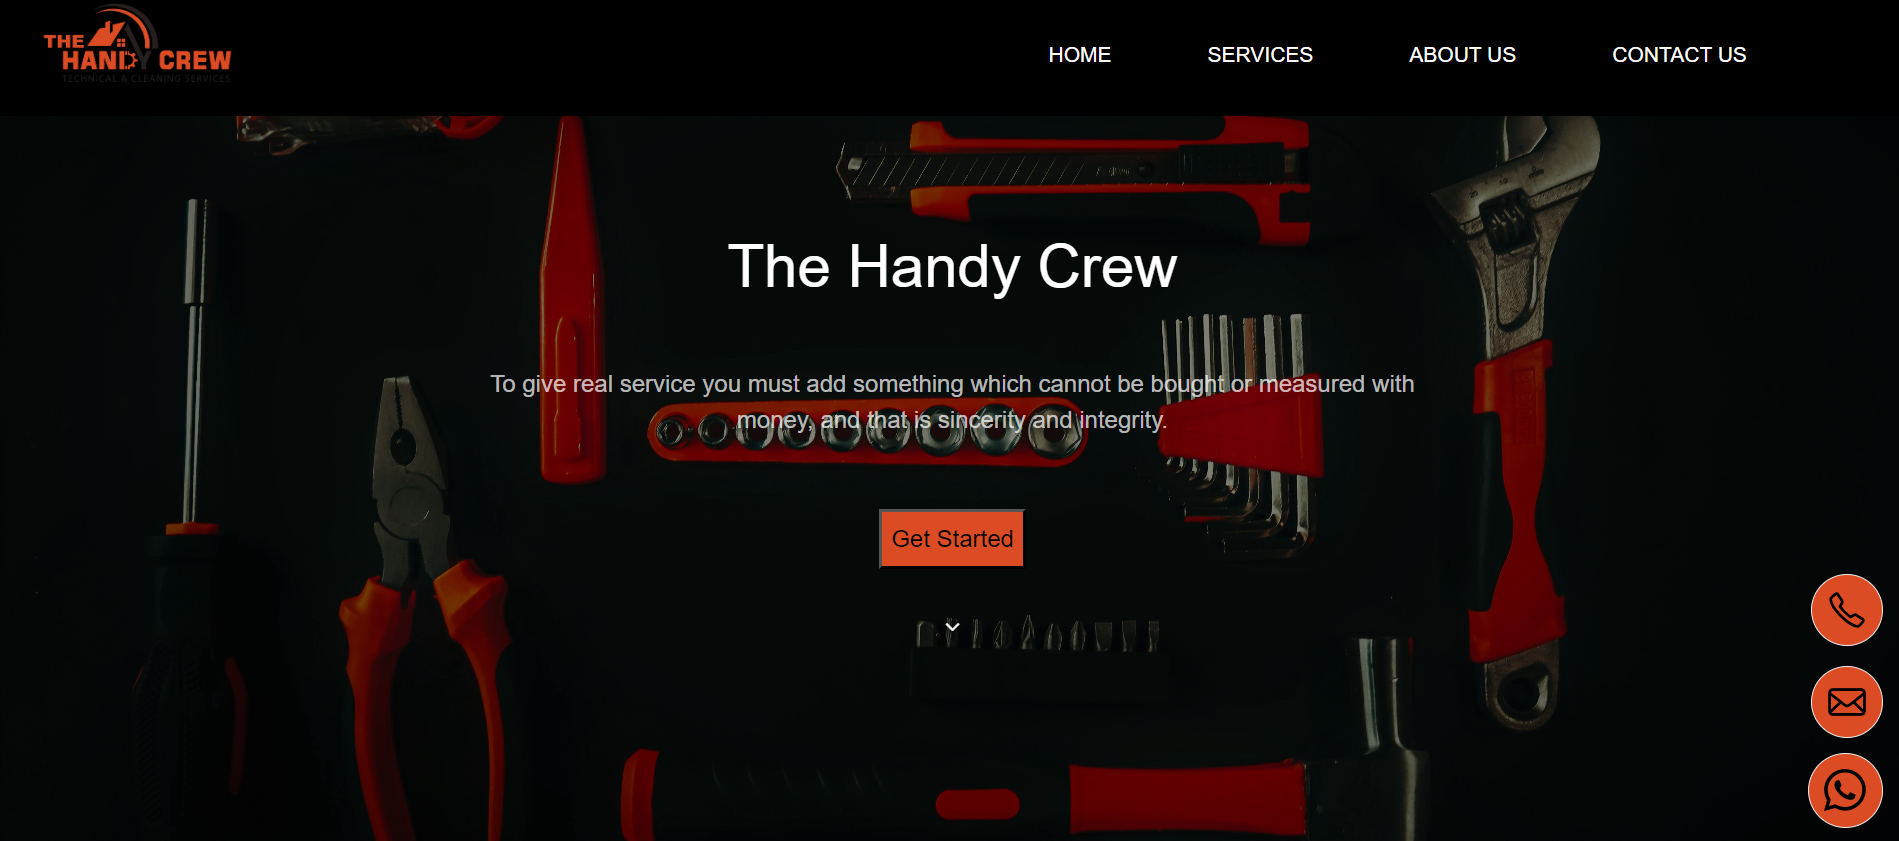 THE
HANDY CREW
TECHNICAL & CLEANING SERVICES
HOME
SERVICES
ABOUT US
CONTACT US
The Handy Crew
To give real service you must add something which cannot be bought or measured with
money, and that is sincerity and integrity.
Get Started